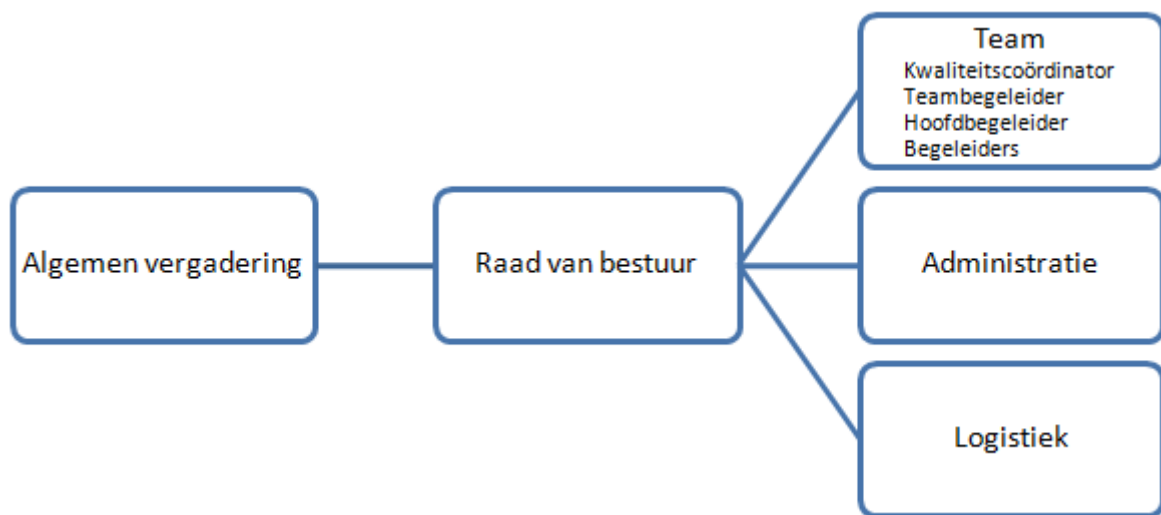 Algemen vergadering
Raad van bestuur
Team
Kwaliteitscoördinator
Teambegeleider
Hoofdbegeleider
Begeleiders
Administratie
Logistiek